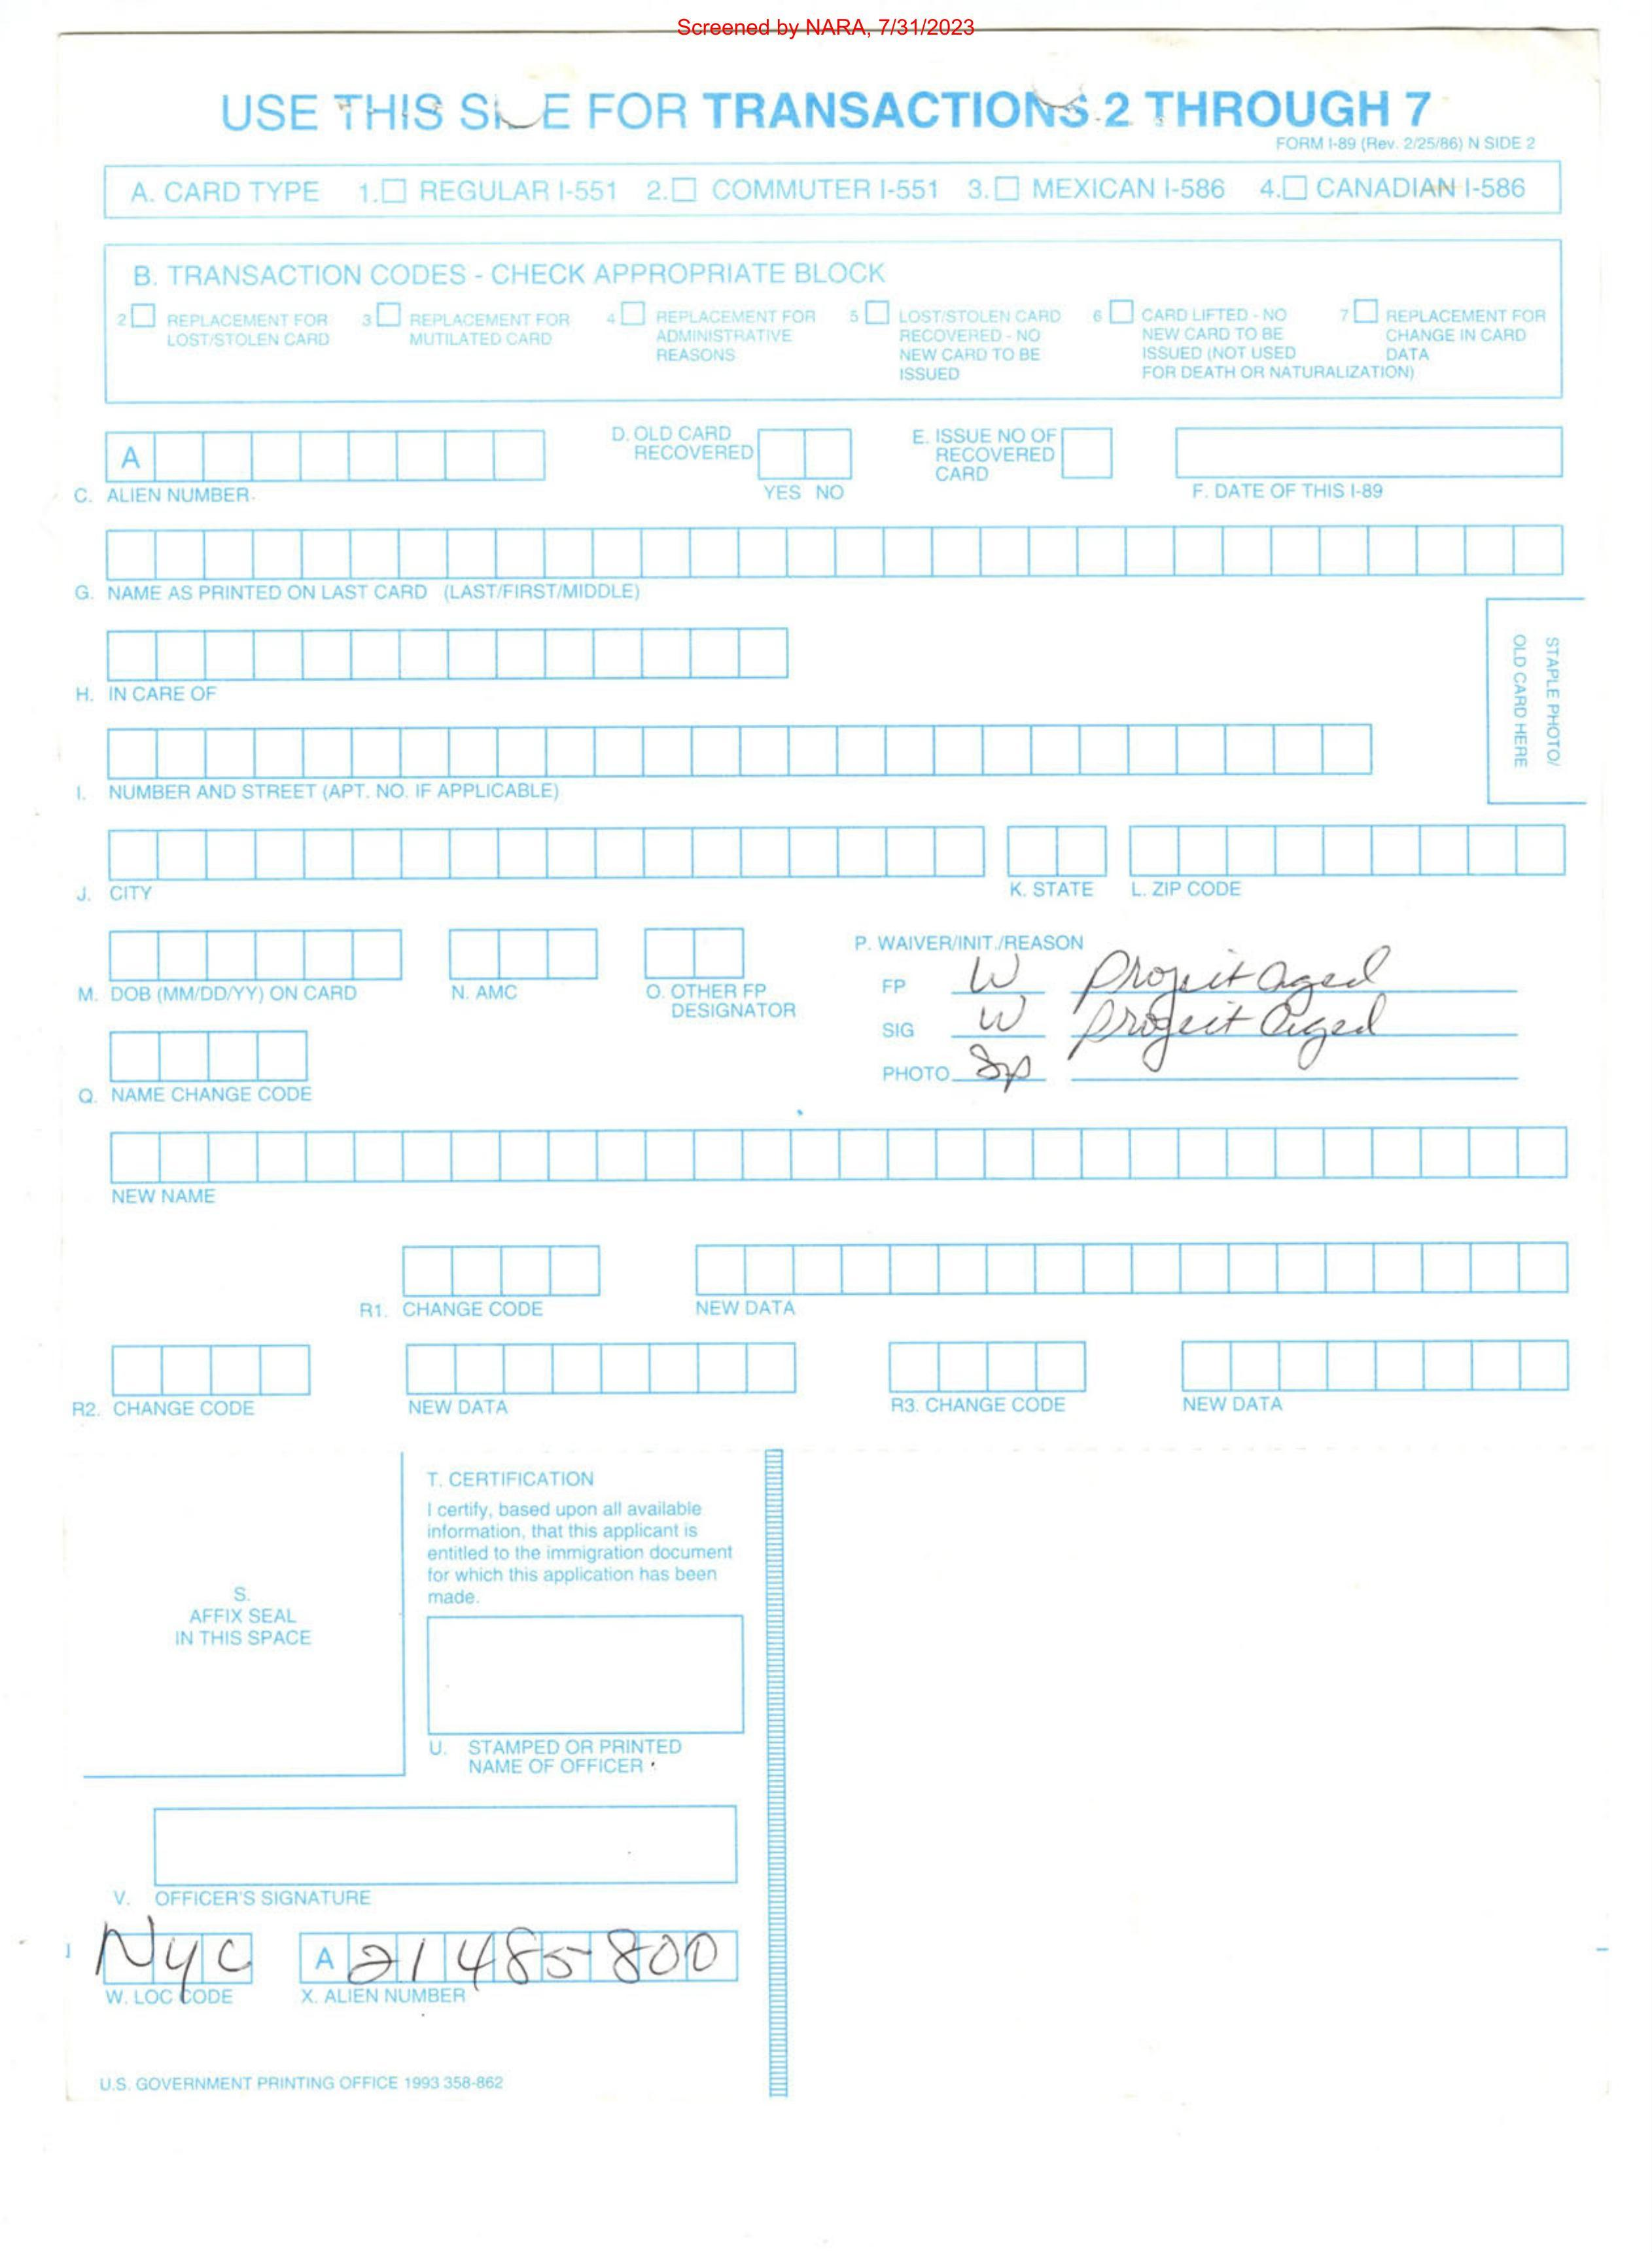 Screened by NARA, 7/31/2023
USE THIS SIDE FOR TRANSACTIONS 2 THROUGH 7
FORM I-89 (Rev. 2/25/86) N SIDE 2
A. CARD TYPE 1. REGULAR I-551 2. COMMUTER I-551 3. MEXICAN I-586 4. CANADIAN I-586
B. TRANSACTION CODES - CHECK APPROPRIATE BLOCK
2 REPLACEMENT FOR LOST/STOLEN CARD
3 REPLACEMENT FOR MUTILATED CARD
4 REPLACEMENT FOR ADMINISTRATIVE REASONS
5 LOST/STOLEN CARD RECOVERED - NO NEW CARD TO BE ISSUED
6 CARD LIFTED - NO NEW CARD TO BE ISSUED (NOT USED FOR DEATH OR NATURALIZATION)
7 REPLACEMENT FOR CHANGE IN CARD DATA
A
C. ALIEN NUMBER.
D. OLD CARD RECOVERED
YES NO
E. ISSUE NO OF RECOVERED CARD
F. DATE OF THIS I-89
G. NAME AS PRINTED ON LAST CARD (LAST/FIRST/MIDDLE)
STAPLE PHOTO/
OLD CARD HERE
H. IN CARE OF
I. NUMBER AND STREET (APT. NO. IF APPLICABLE)
J. CITY
K. STATE
L. ZIP CODE
M. DOB (MM/DD/YY) ON CARD
N. AMC
O. OTHER FP DESIGNATOR
P. WAIVER/INIT./REASON
FP W Projeit Aged
SIG W Projeit Aged
PHOTO
Q. NAME CHANGE CODE
NEW NAME
R1. CHANGE CODE
NEW DATA
R2. CHANGE CODE
NEW DATA
R3. CHANGE CODE
NEW DATA
S.
AFFIX SEAL
IN THIS SPACE
T. CERTIFICATION
I certify, based upon all available
information, that this applicant is
entitled to the immigration document
for which this application has been
made.
U. STAMPED OR PRINTED
NAME OF OFFICER
V. OFFICER'S SIGNATURE
NYC
W. LOC CODE
A 21485800
X. ALIEN NUMBER
U.S. GOVERNMENT PRINTING OFFICE 1993 358-862